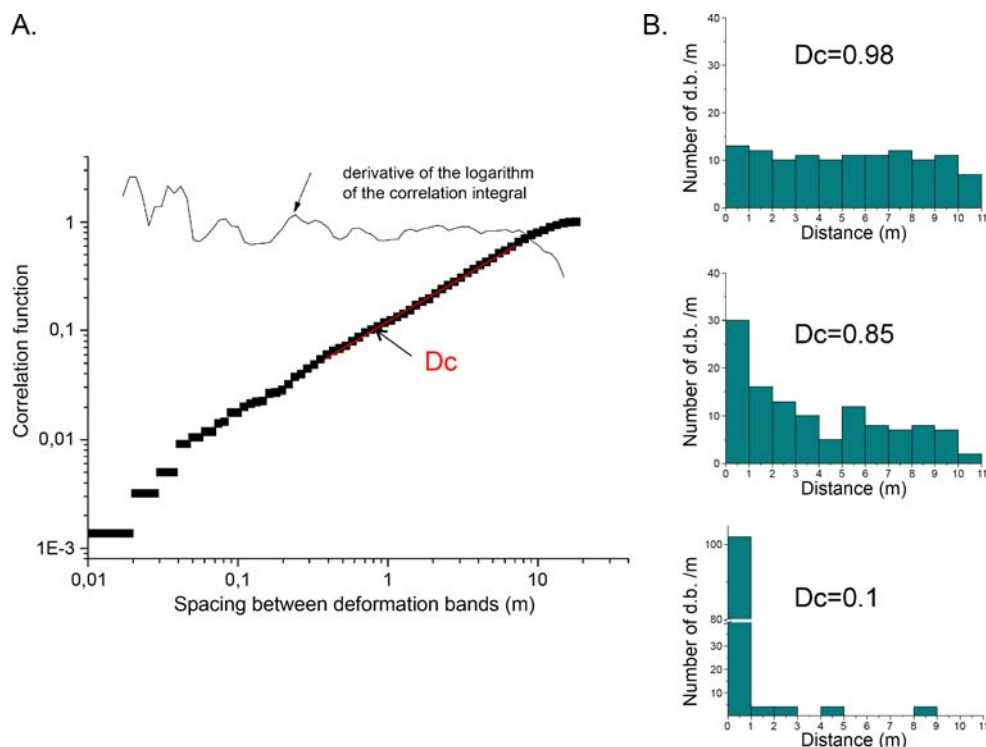 A.
derivative of the logarithm
of the correlation integral
Correlation function
1
0,1
0,01
1E-3
Dc
0,01 0,1 1 10
Spacing between deformation bands (m)
B.
Number of d.b. /m
40
30
20
10
0
Dc=0.98
0 1 2 3 4 5 6 7 8 9 10 11
Distance (m)
Number of d.b. /m
40
30
20
10
0
Dc=0.85
0 1 2 3 4 5 6 7 8 9 10 11
Distance (m)
Number of d.b. /m
100
80
40
30
20
10
Dc=0.1
0 1 2 3 4 5 6 7 8 9 10 11
Distance (m)